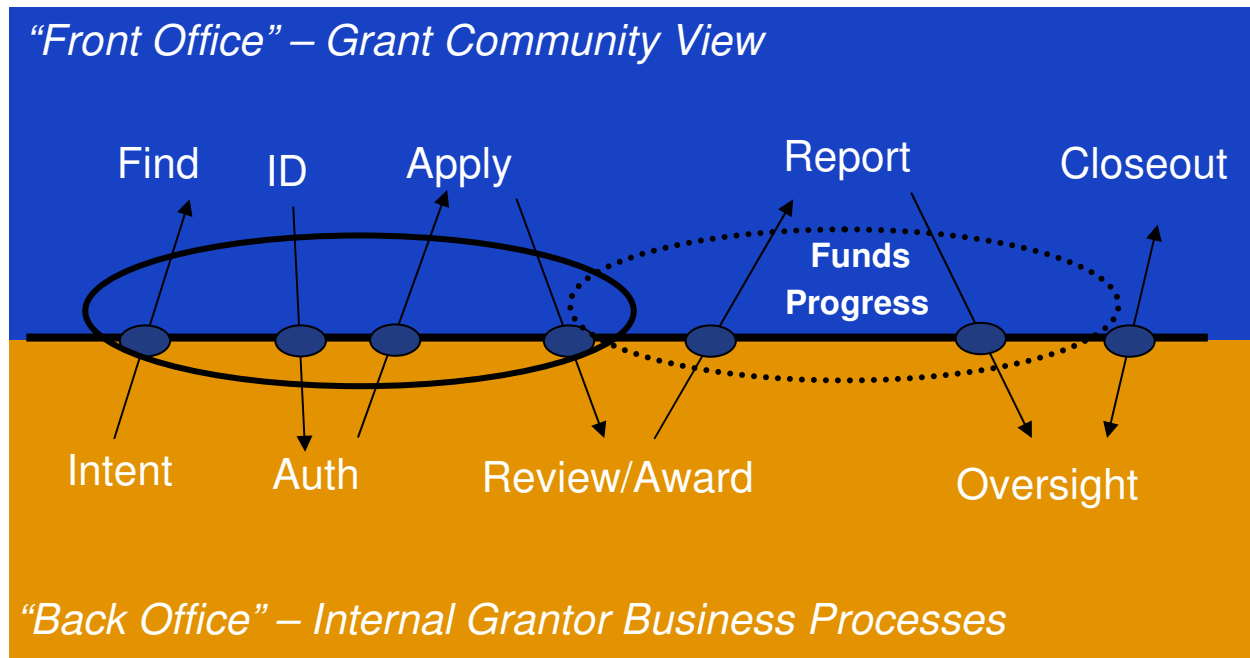 “Front Office” – Grant Community View
Find
ID
Apply
Report
Closeout
Funds
Progress
Intent
Auth
Review/Award
Oversight
“Back Office” – Internal Grantor Business Processes